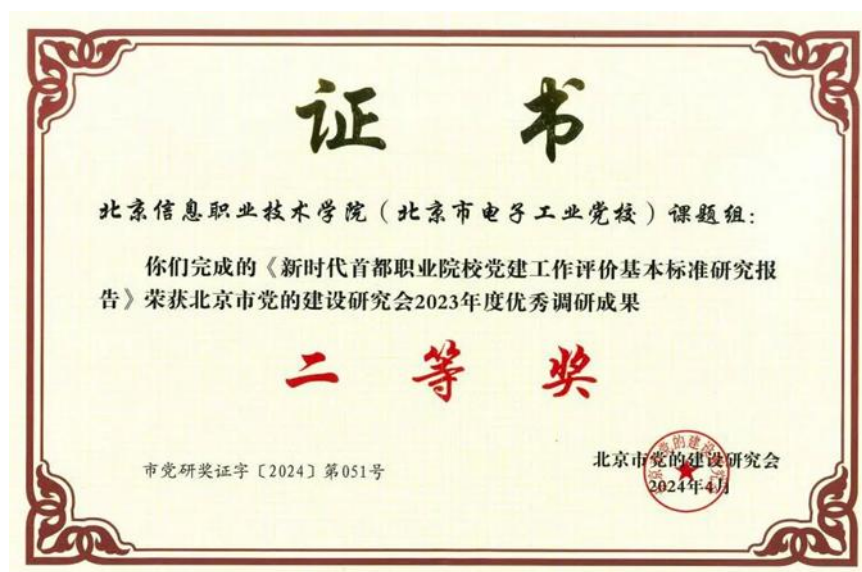 证 书
北京信息职业技术学院（北京市电子工业党校）课题组：
你们完成的《新时代首都职业院校党建工作评价基本标准研究报
告》荣获北京市党的建设研究会2023年度优秀调研成果
二 等 奖
市党研奖证字〔2024〕第051号
北京市党的建设研究会
2024年4月